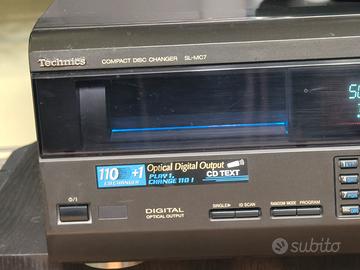 Technics
COMPACT DISC CHANGER SL-MC7
110 +1
CD CHANGER
Optical Digital Output
PLAY 1,
CHANGE 110!
CD TEXT
DIGITAL
OPTICAL OUTPUT
SINGLE
ID SCAN
RANDOM MODE
PROGRAM
subito